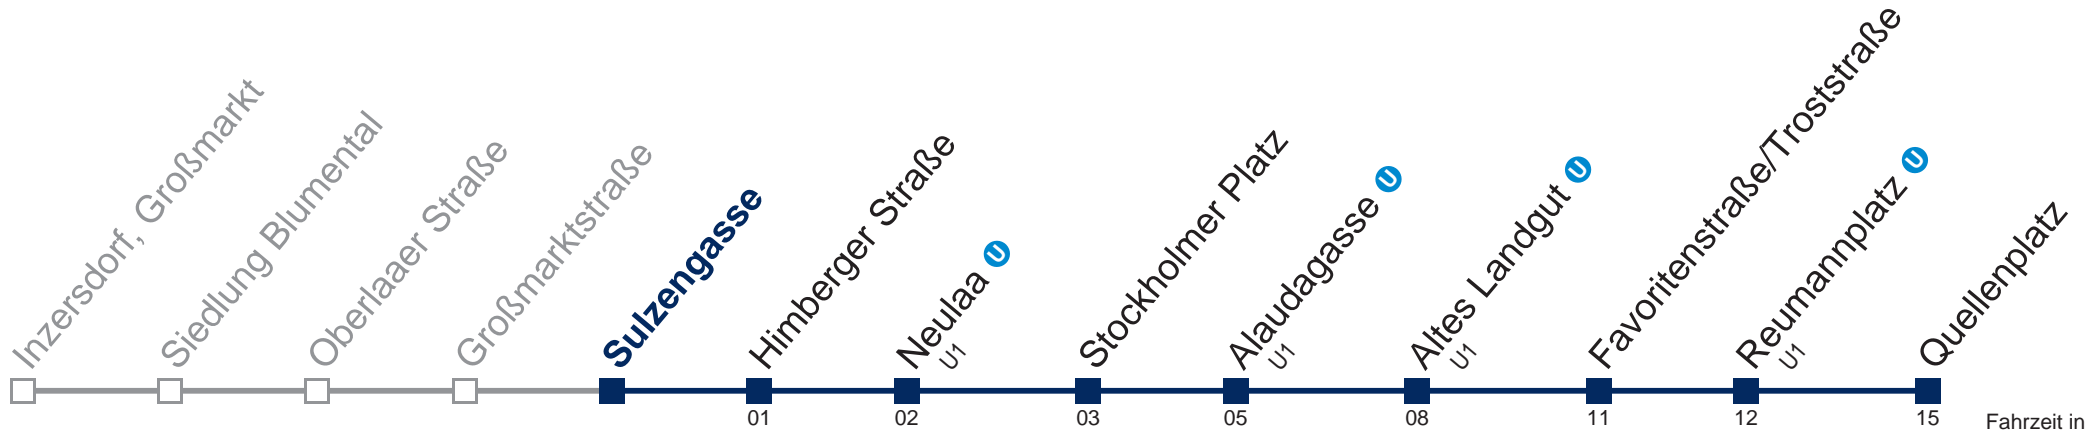 Inzersdorf, Großmarkt
Siedlung Blumental
Oberlaaer Straße
Großmarktstraße
Sulzengasse
Himberger Straße
Neulaa U
U1
Stockholmer Platz
Alaudagasse U
U1
Altes Landgut U
U1
Favoritenstraße/Troststraße
Reumannplatz U
U1
Quellenplatz
01 02 03 05 08 11 12 15 Fahrzeit in